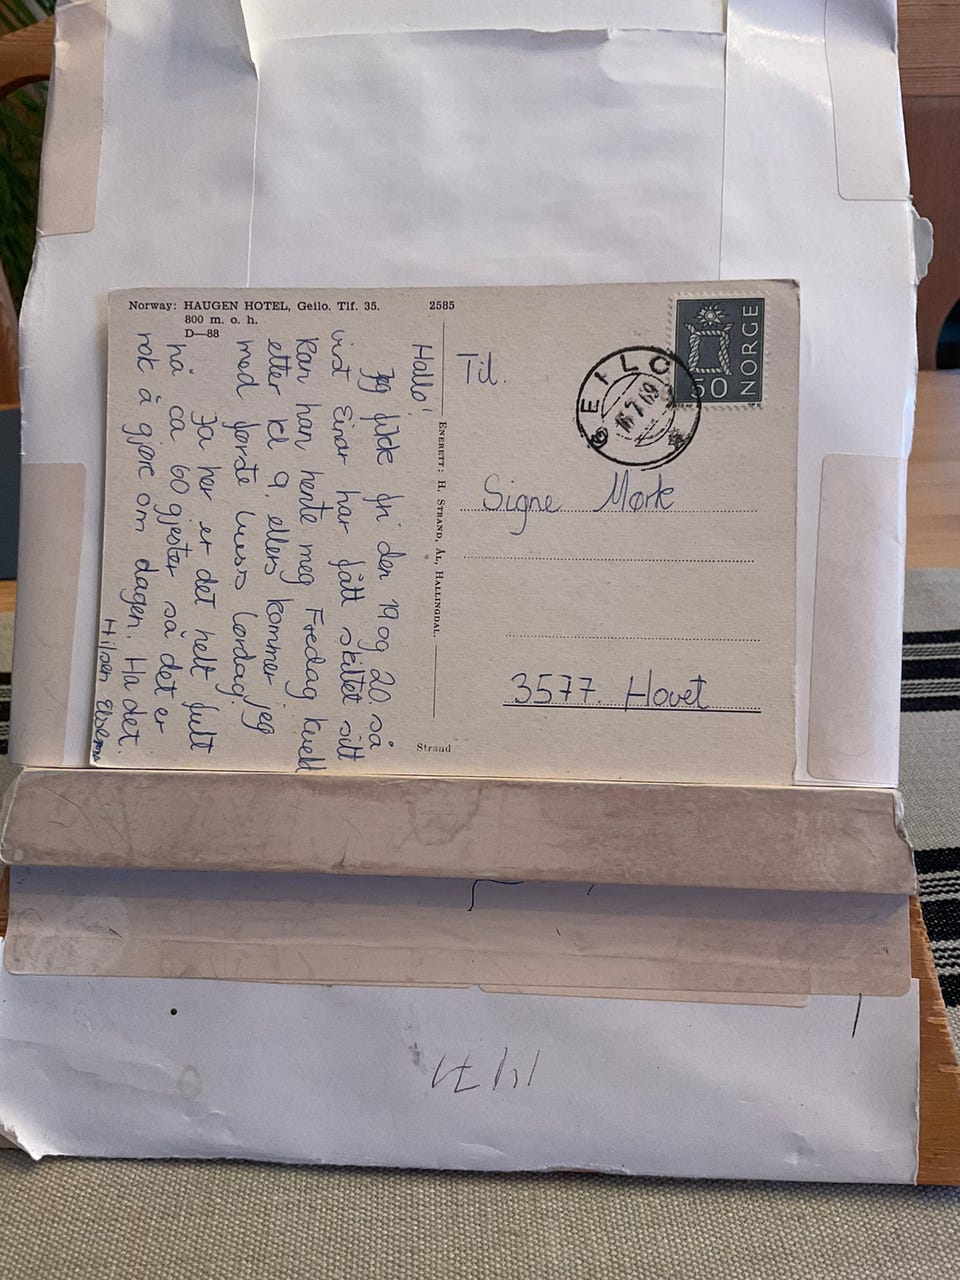 Norway: HAUGEN HOTEL, Geilo. Tlf. 35.
800 m. o. h.
D—88
2585
Hallo!
Jeg fikk fri den 19 og 20. så
visst Einar har fått skiltet sitt
kan han hente meg Fredag kveld
etter kl 9, ellers kommer jeg
med første buss lørdag.
Ja her er det helt fullt
nå ca 60 gjester så det er
nok å gjøre om dagen. Ha det.
Hilsen
ENERETT: H. STRAND, ÅL, HALLINGDAL.
Strand
NORGE
50
GEILO
Til.
Signe Mørk
3577. Hovet